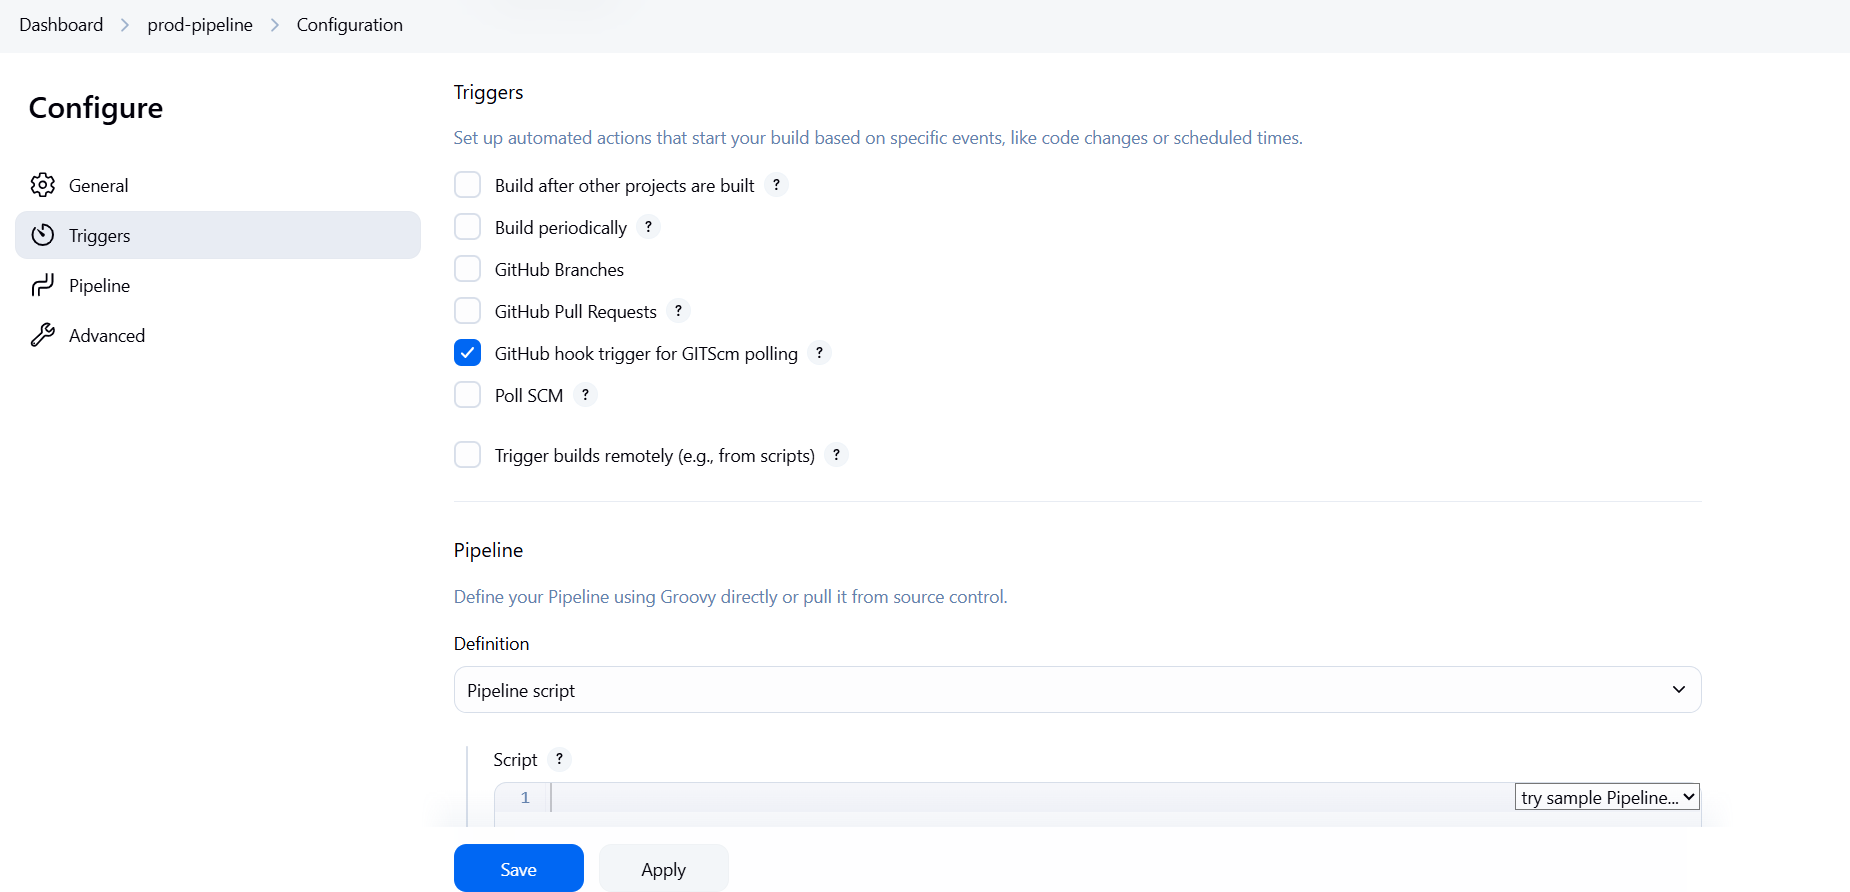 Dashboard > prod-pipeline > Configuration
Configure
General
Triggers
Pipeline
Advanced
Triggers
Set up automated actions that start your build based on specific events, like code changes or scheduled times.
Build after other projects are built ?
Build periodically ?
GitHub Branches
GitHub Pull Requests ?
GitHub hook trigger for GITScm polling ?
Poll SCM ?
Trigger builds remotely (e.g., from scripts) ?
Pipeline
Define your Pipeline using Groovy directly or pull it from source control.
Definition
Pipeline script
Script ?
1
try sample Pipeline...
Save
Apply